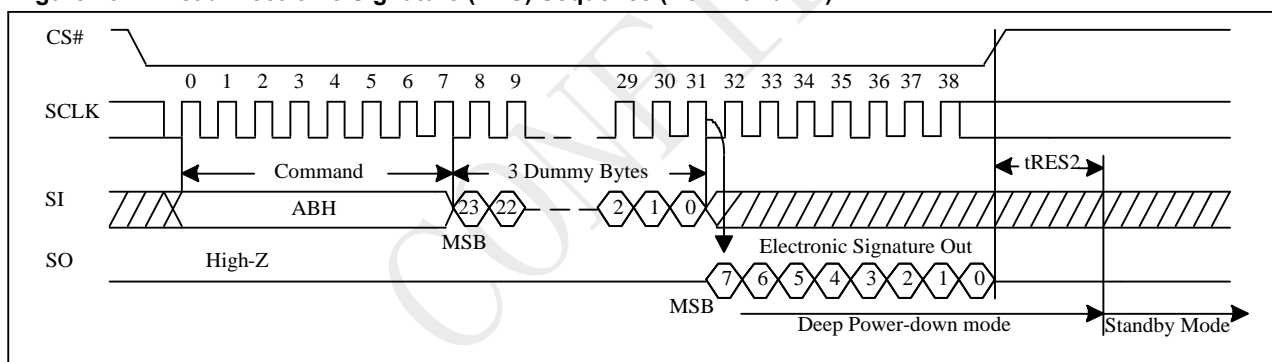 CS#
0 1 2 3 4 5 6 7 8 9 29 30 31 32 33 34 35 36 37 38
SCLK
Command 3 Dummy Bytes tRES2
SI ABH 23 22 2 1 0
MSB Electronic Signature Out
SO High-Z
7 6 5 4 3 2 1 0
MSB
Deep Power-down mode Standby Mode